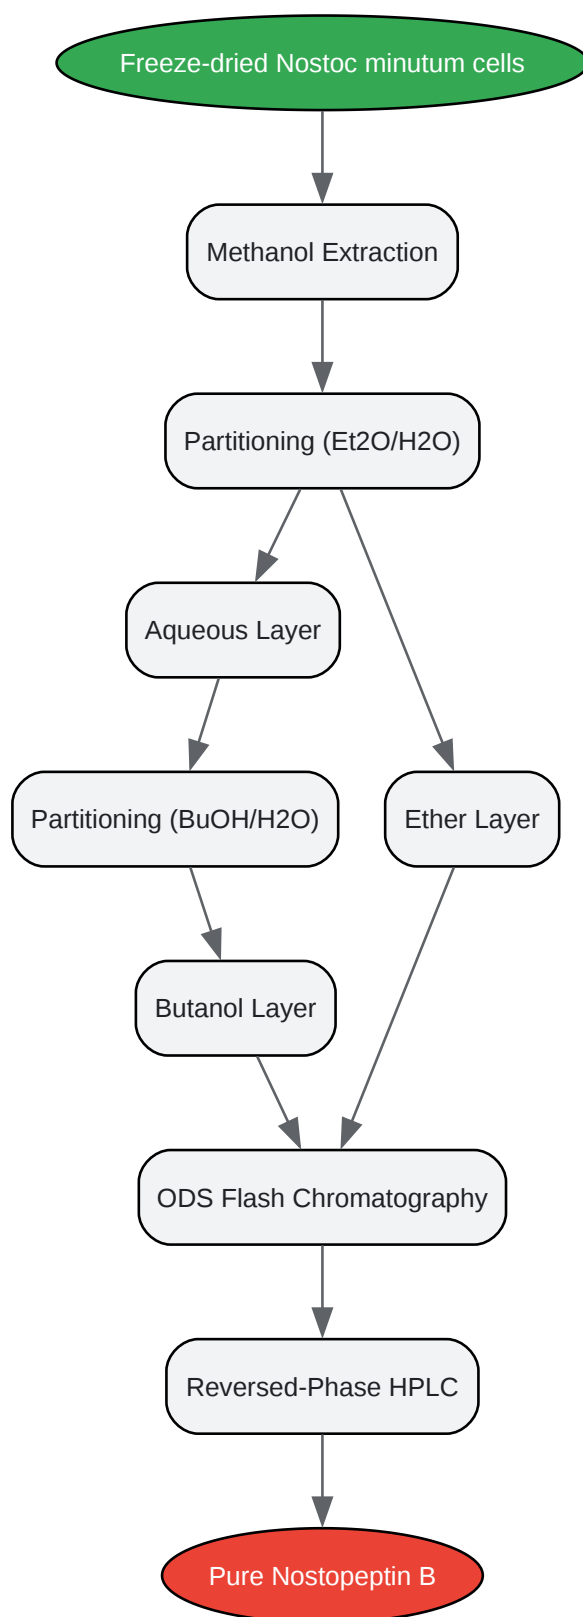 Freeze-dried Nostoc minutum cells
Methanol Extraction
Partitioning (Et2O/H2O)
Aqueous Layer
Partitioning (BuOH/H2O)
Ether Layer
Butanol Layer
ODS Flash Chromatography
Reversed-Phase HPLC
Pure Nostopeptin B